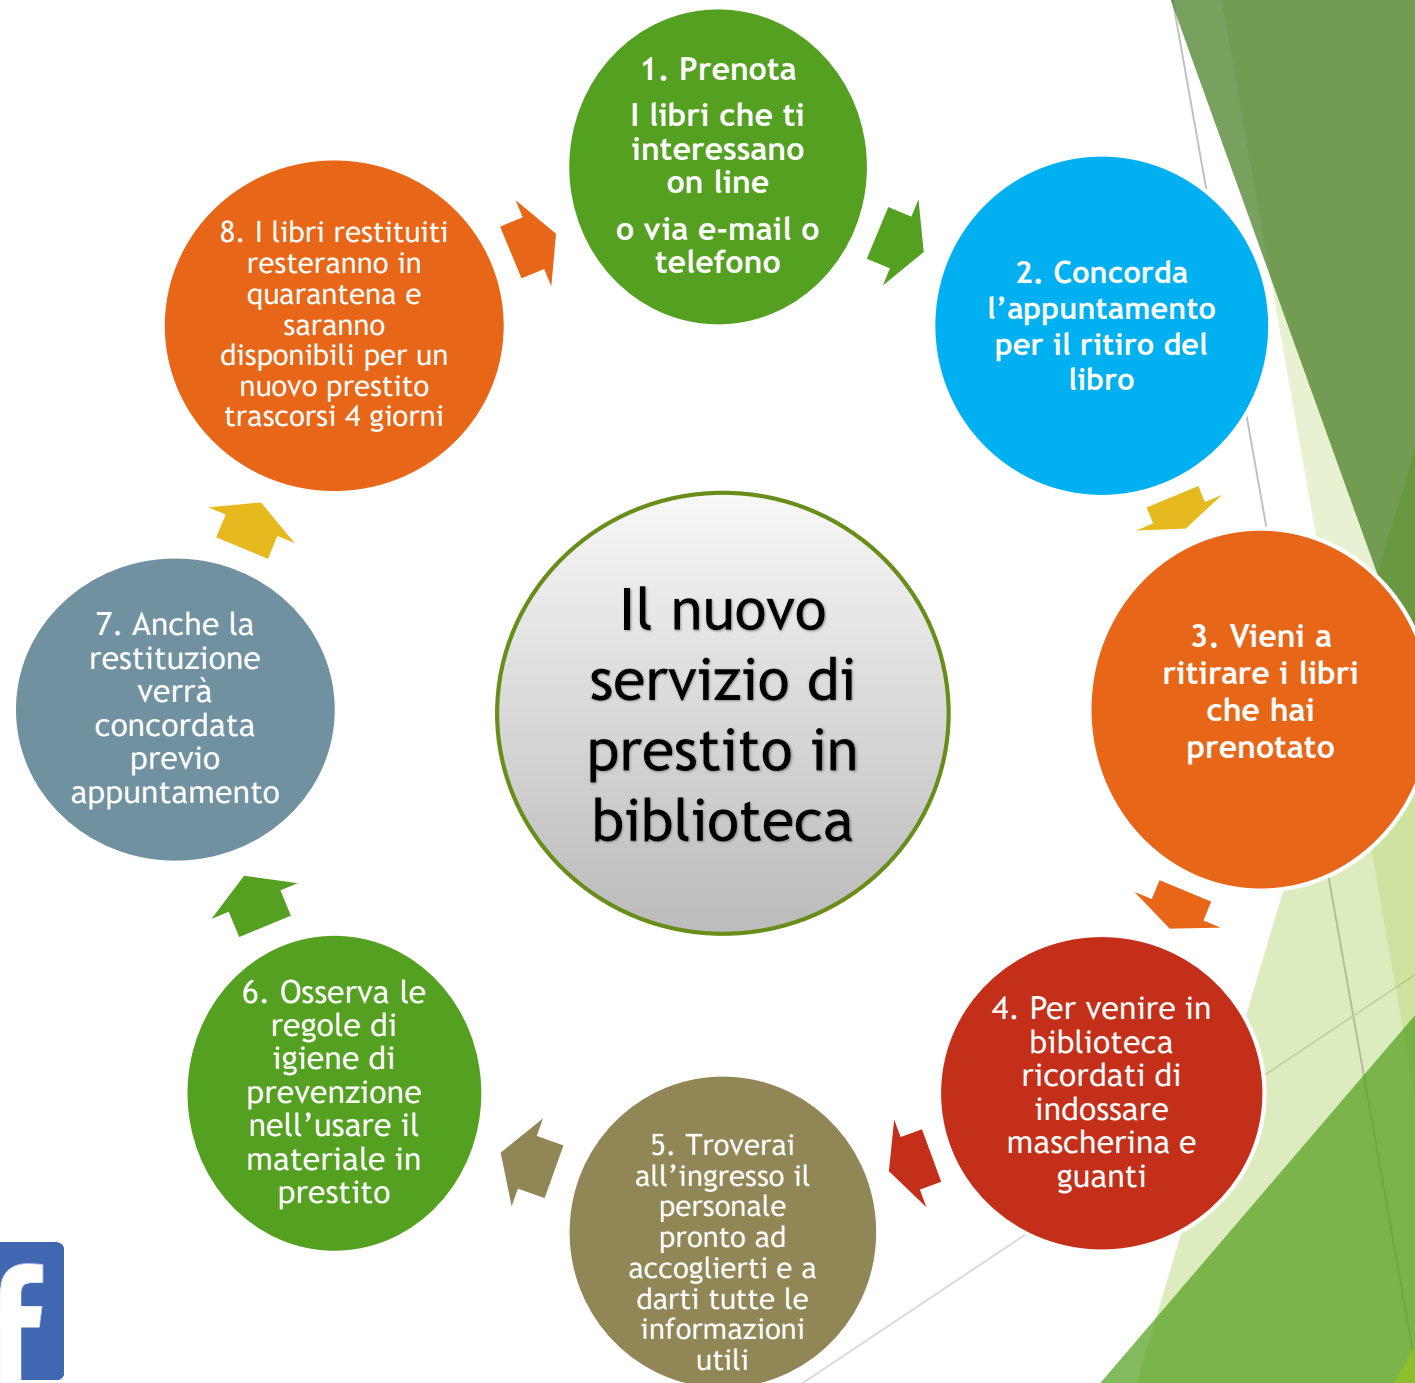 1. Prenota
I libri che ti
interessano
on line
o via e-mail o
telefono
2. Concorda
l’appuntamento
per il ritiro del
libro
3. Vieni a
ritirare i libri
che hai
prenotato
4. Per venire in
biblioteca
ricordati di
indossare
mascherina e
guanti
5. Troverai
all’ingresso il
personale
pronto ad
accoglierti e a
darti tutte le
informazioni
utili
6. Osserva le
regole di
igiene di
prevenzione
nell’usare il
materiale in
prestito
7. Anche la
restituzione
verrà
concordata
previo
appuntamento
8. I libri restituiti
resteranno in
quarantena e
saranno
disponibili per un
nuovo prestito
trascorsi 4 giorni
Il nuovo
servizio di
prestito in
biblioteca
f